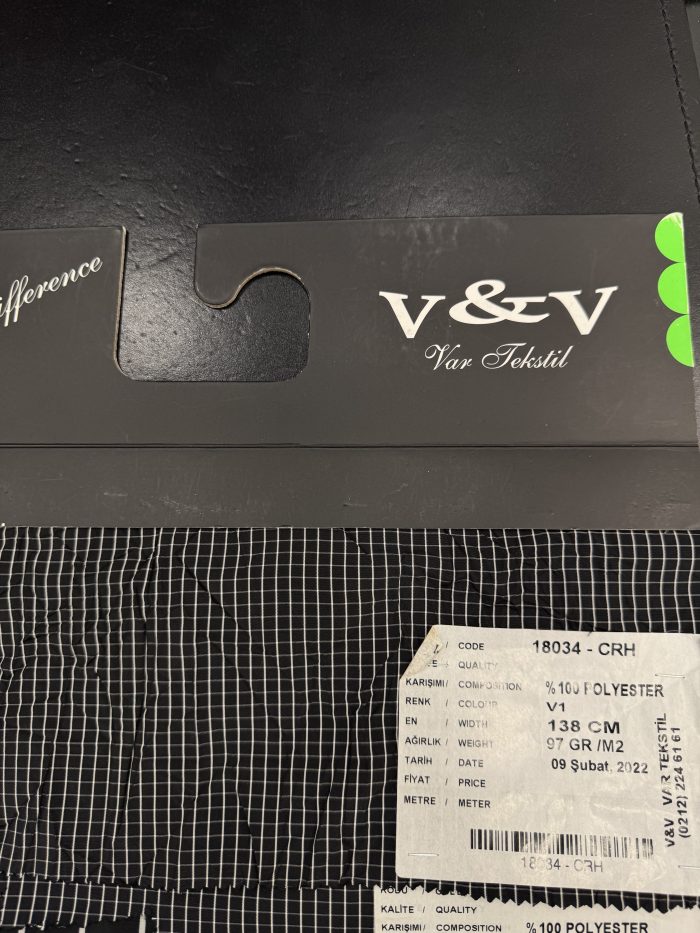 ifference
V&V
Var Tekstil
/ CODE 18034 - CRH
/ QUALITY
KARIŞIMI/ COMPOSITION %100 POLYESTER
RENK / COLOUR V1
EN / WIDTH 138 CM
AĞIRLIK / WEIGHT 97 GR /M2
TARİH / DATE 09 Şubat, 2022
FİYAT / PRICE
METRE / METER
18034 - CRH
V&V VAR TEKSTİL
(0212) 224 61 61
KALİTE / QUALITY
KARIŞIMI/ COMPOSITION %100 POLYESTER